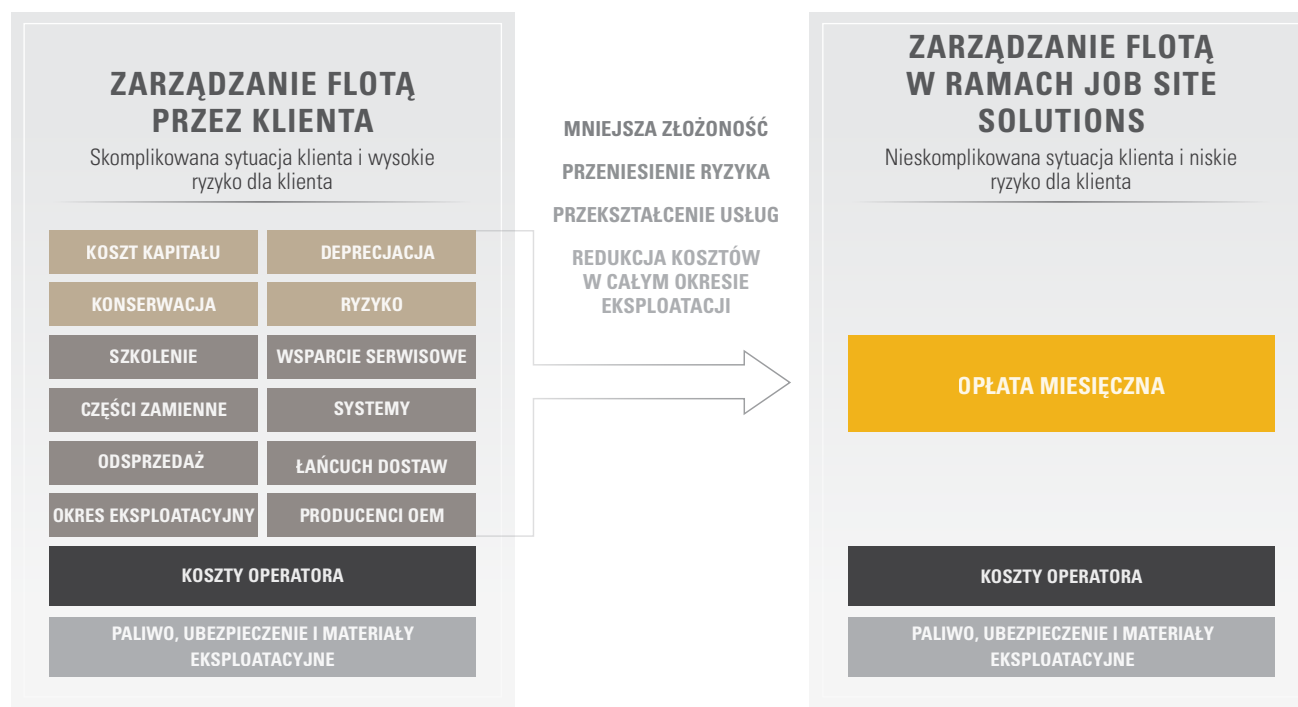 ZARZĄDZANIE FLOTĄ
PRZEZ KLIENTA
Skomplikowana sytuacja klienta i wysokie
ryzyko dla klienta
KOSZT KAPITAŁU
DEPRECJACJA
KONSERWACJA
RYZYKO
SZKOLENIE
WSPARCIE SERWISOWE
CZĘŚCI ZAMIENNE
SYSTEMY
ODSPRZEDAŻ
ŁAŃCUCH DOSTAW
OKRES EKSPLOATACYJNY
PRODUCENCI OEM
KOSZTY OPERATORA
PALIWO, UBEZPIECZENIE I MATERIAŁY
EKSPLOATACYJNE
MNIEJSZA ZŁOŻONOŚĆ
PRZENIESIENIE RYZYKA
PRZEKSZTAŁCENIE USŁUG
REDUKCJA KOSZTÓW
W CAŁYM OKRESIE
EKSPLOATACJI
ZARZĄDZANIE FLOTĄ
W RAMACH JOB SITE
SOLUTIONS
Nieskomplikowana sytuacja klienta i niskie
ryzyko dla klienta
OPŁATA MIESIĘCZNA
KOSZTY OPERATORA
PALIWO, UBEZPIECZENIE I MATERIAŁY
EKSPLOATACYJNE